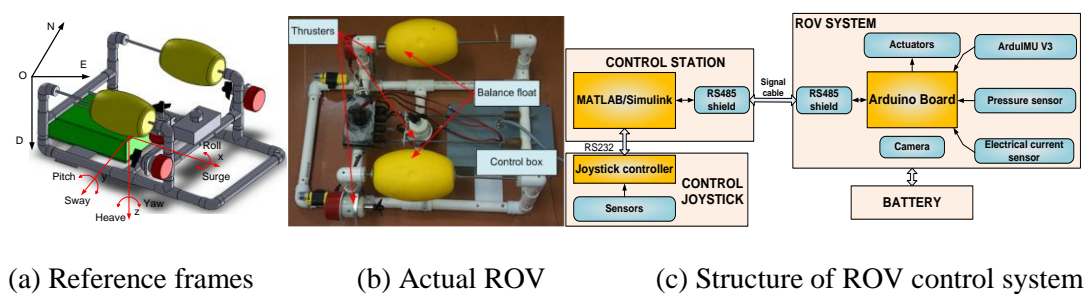 N
O
E
D
Roll
x
Surge
Pitch
y
Sway
Yaw
z
Heave
Thrusters
Balance float
Control box
CONTROL STATION
MATLAB/Simulink
RS485
shield
Signal
cable
RS232
Joystick controller
Sensors
CONTROL
JOYSTICK
ROV SYSTEM
Actuators
ArduIMU V3
RS485
shield
Arduino Board
Pressure sensor
Camera
Electrical current
sensor
BATTERY
(a) Reference frames
(b) Actual ROV
(c) Structure of ROV control system